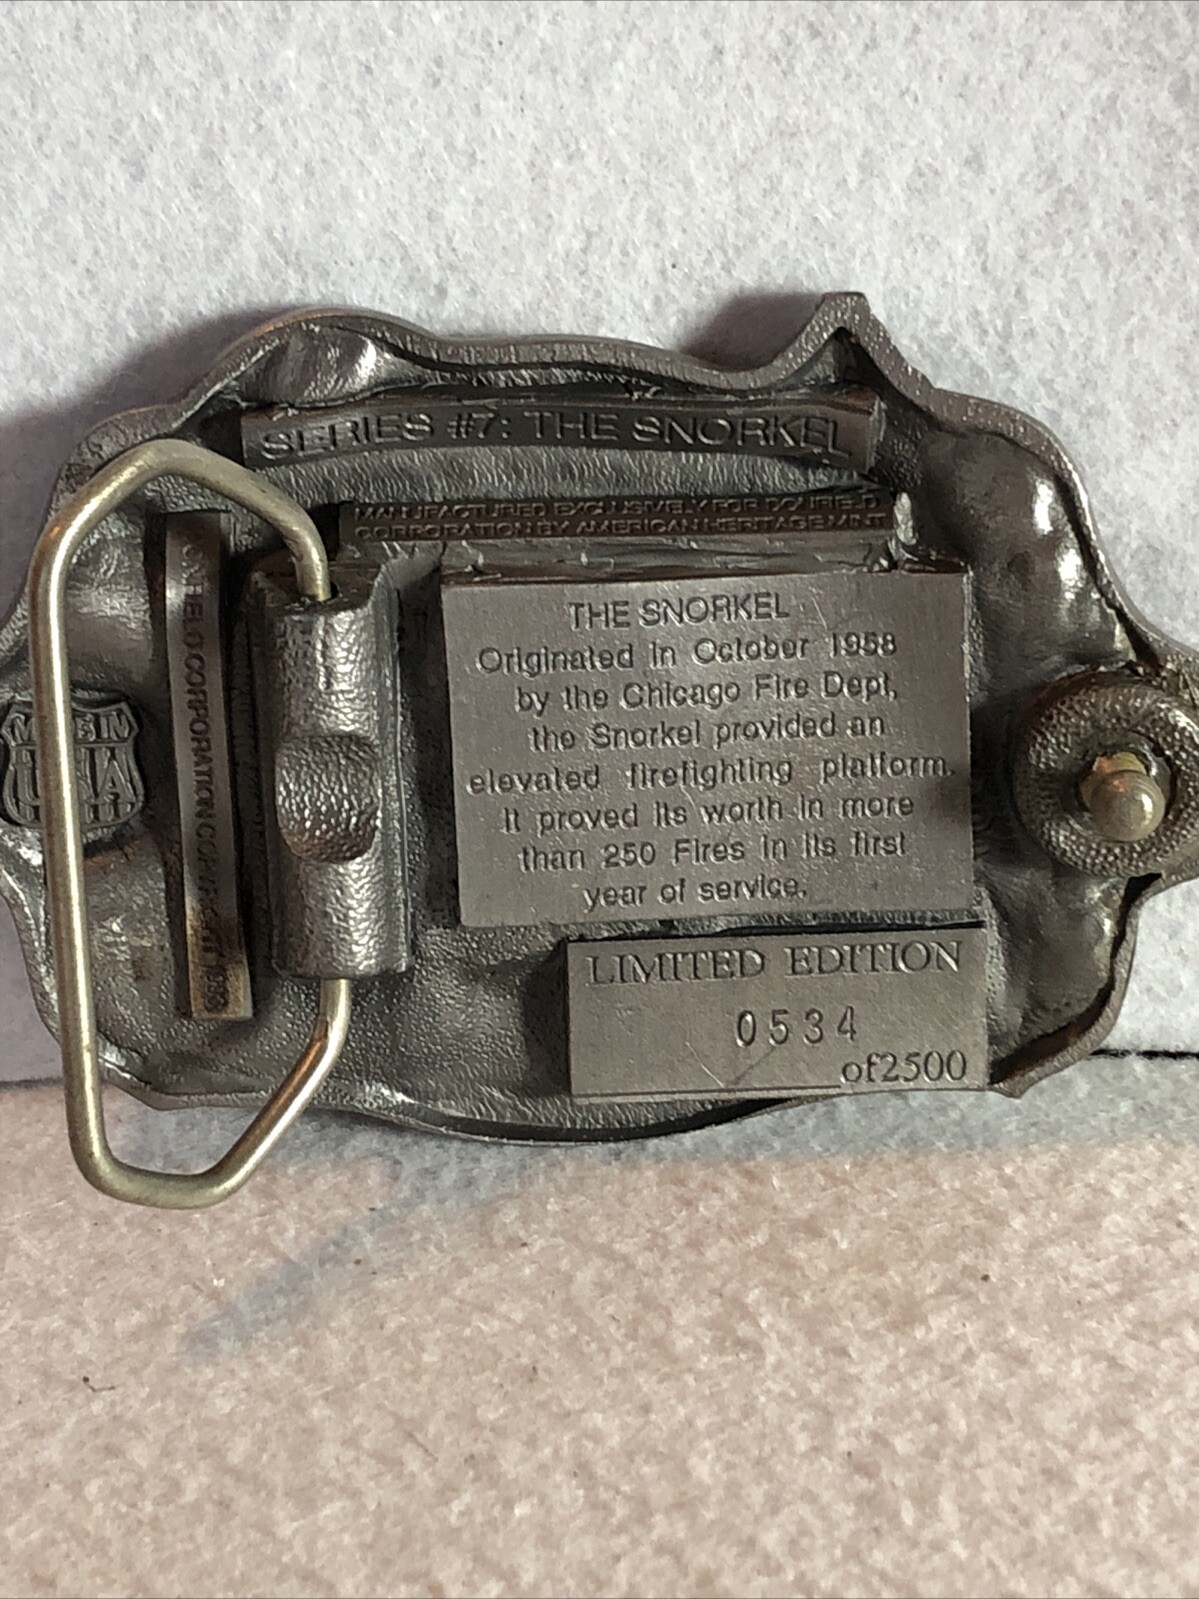 SERIES #7: THE SNORKEL
MANUFACTURED EXCLUSIVELY FOR
CORPORATION BY AMERICAN HERITAGE MINT
THE SNORKEL
Originated in October 1958
by the Chicago Fire Dept,
the Snorkel provided an
elevated firefighting platform.
It proved its worth in more
than 250 Fires in its first
year of service.
LIMITED EDITION
0534
of2500
CORPORATION COPYRIGHT
MADE IN
USA